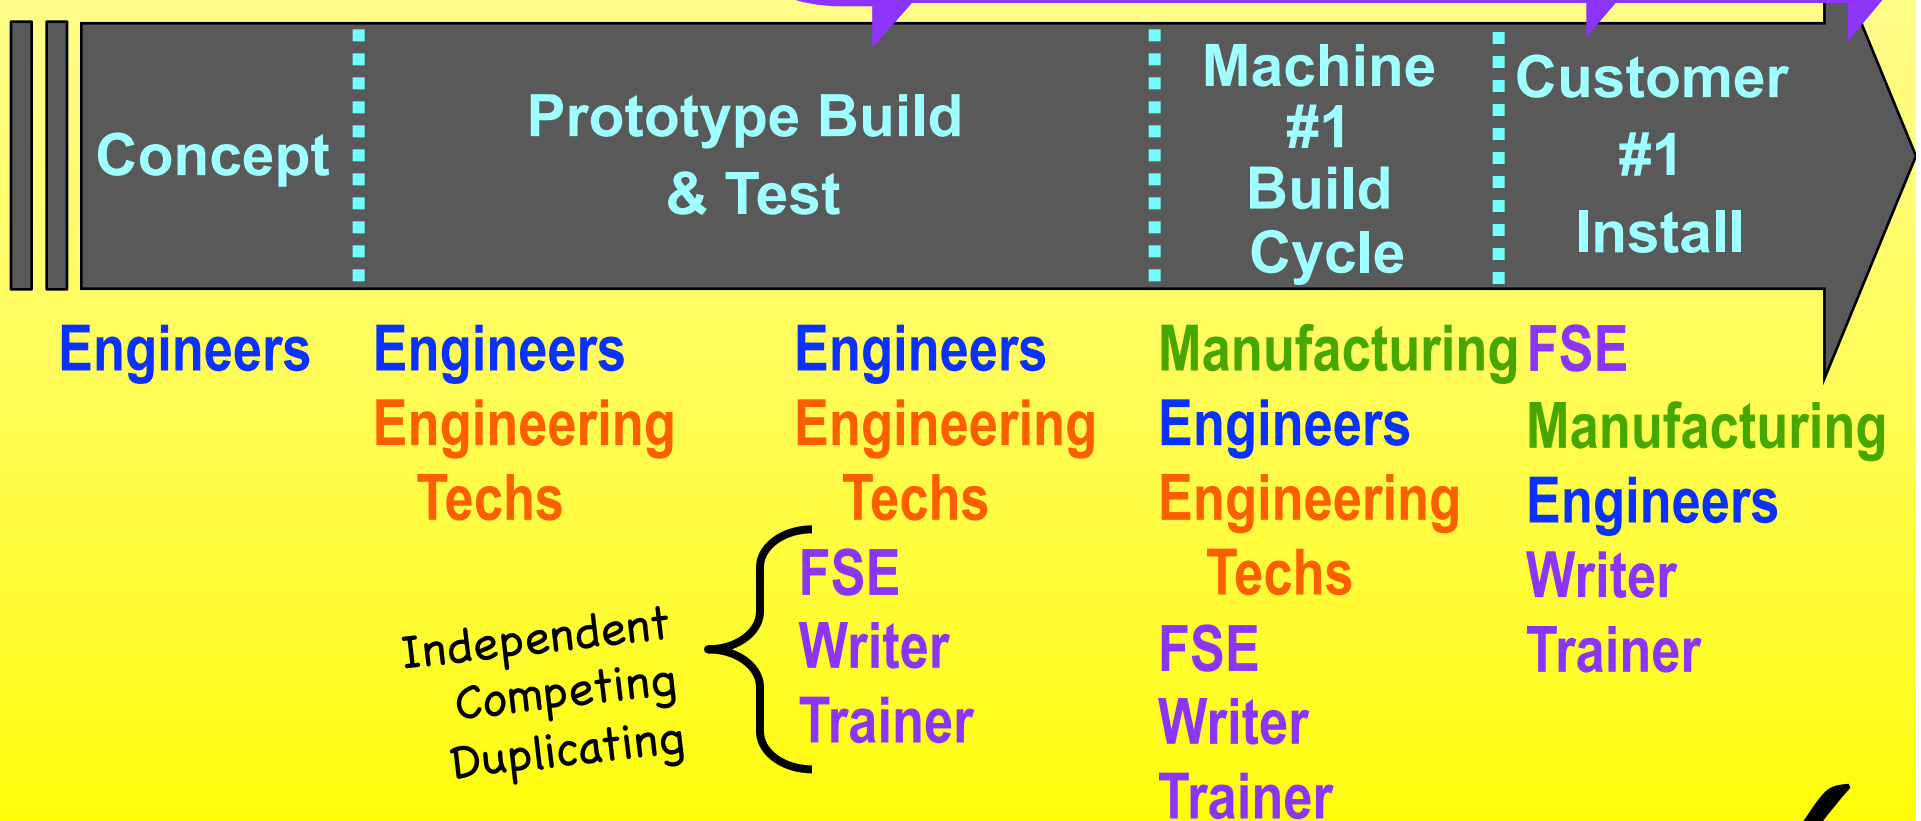 Concept
Prototype Build
& Test
Machine
#1
Build
Cycle
Customer
#1
Install
Engineers
Engineers
Engineering
Techs
Engineers
Engineering
Techs
FSE
Writer
Trainer
Independent
Competing
Duplicating
Manufacturing
Engineers
Engineering
Techs
FSE
Writer
Trainer
FSE
Manufacturing
Engineers
Writer
Trainer